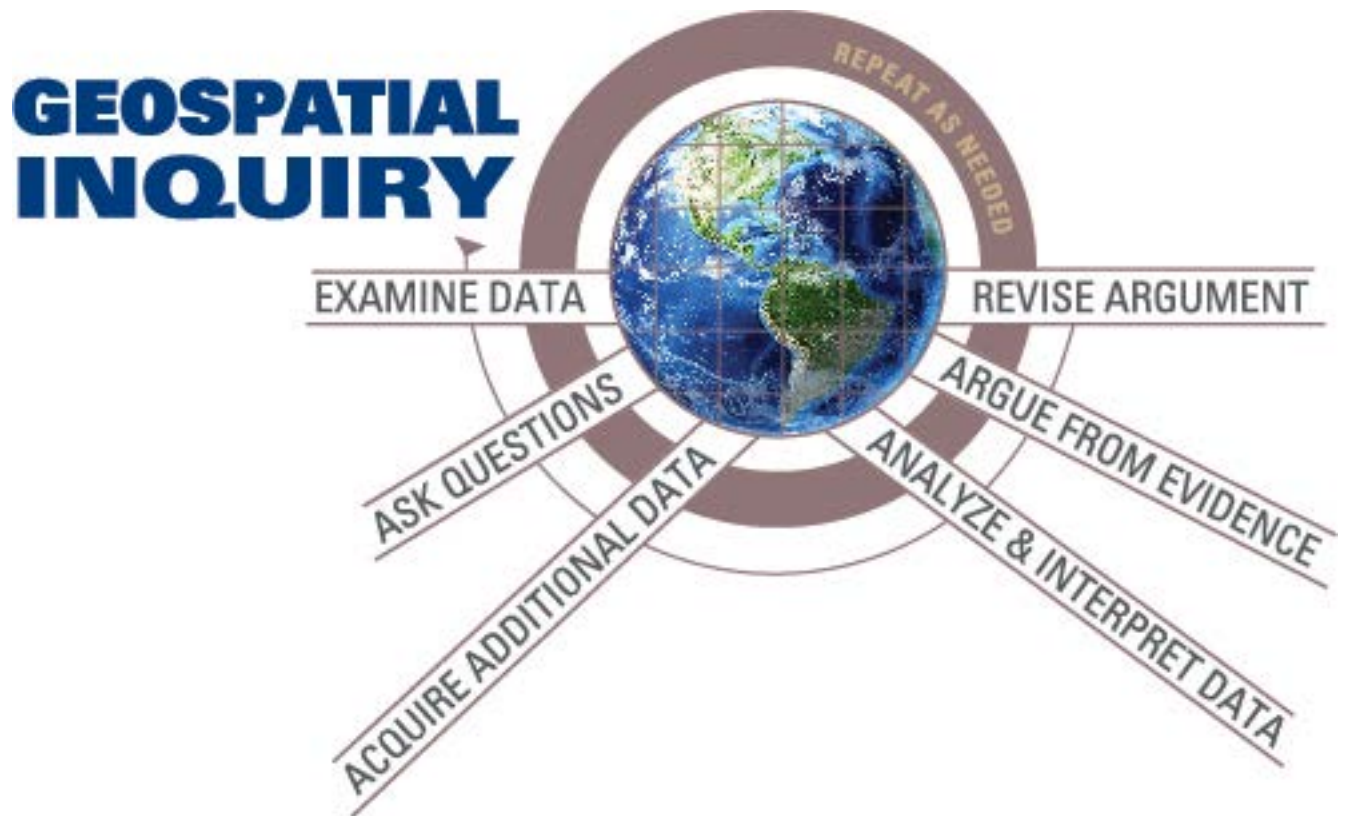 GEOSPATIAL
INQUIRY
REPEAT AS NEEDED
EXAMINE DATA
ASK QUESTIONS
ACQUIRE ADDITIONAL DATA
ANALYZE & INTERPRET DATA
ARGUE FROM EVIDENCE
REVISE ARGUMENT